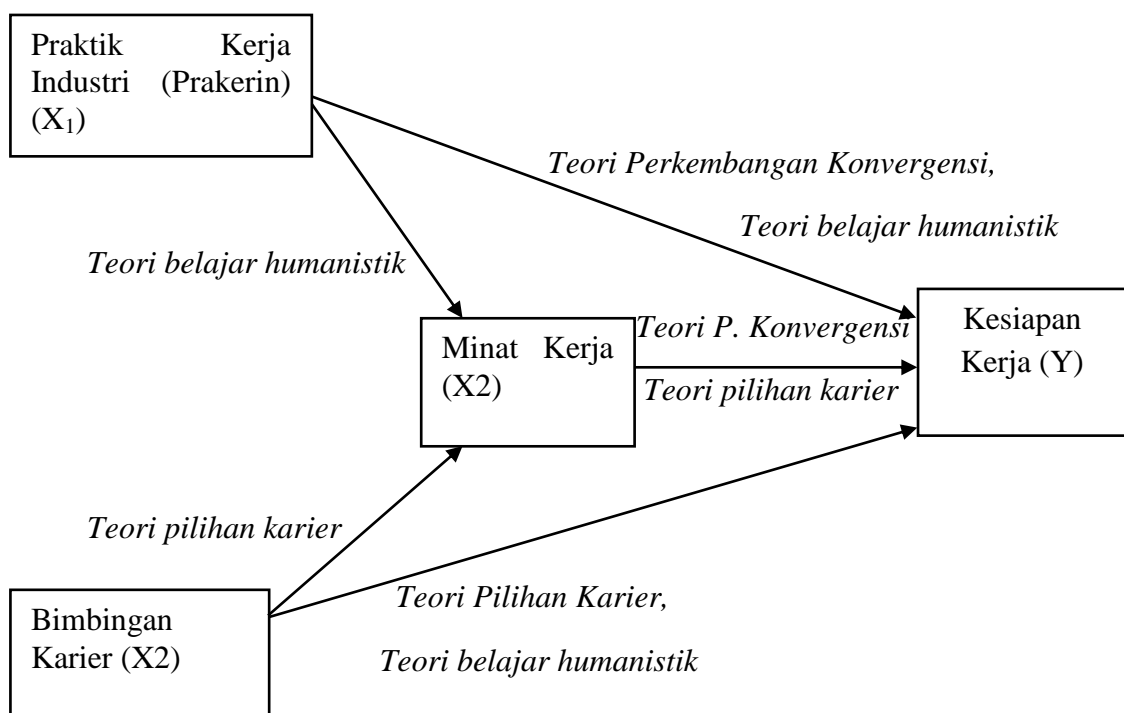 Praktik Kerja
Industri (Prakerin)
(X₁)
Teori Perkembangan Konvergensi,
Teori belajar humanistik
Teori belajar humanistik
Minat Kerja
(X2)
Teori P. Konvergensi
Teori pilihan karier
Kesiapan
Kerja (Y)
Teori pilihan karier
Bimbingan
Karier (X2)
Teori Pilihan Karier,
Teori belajar humanistik